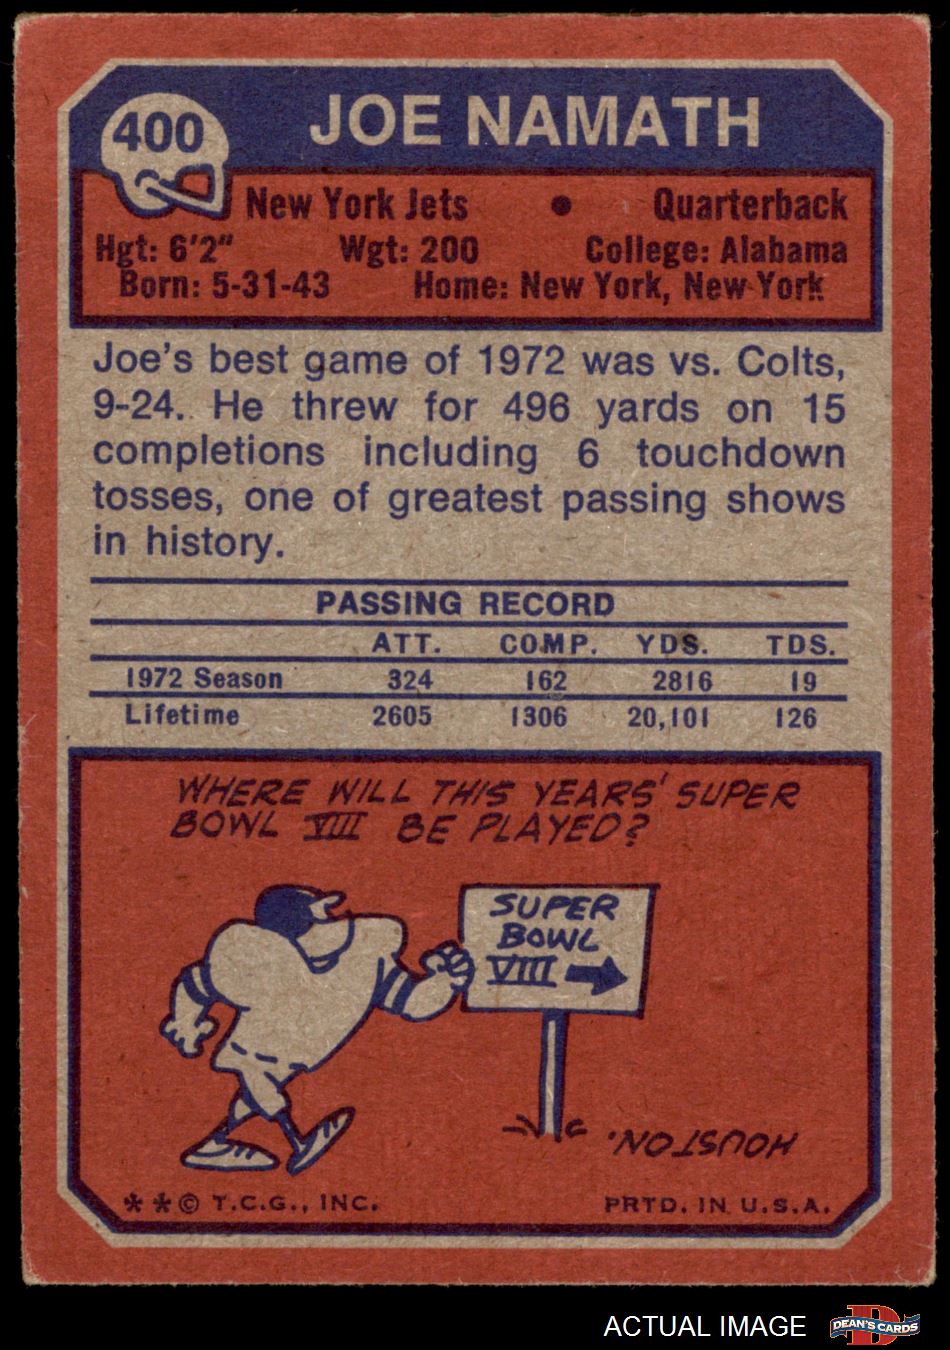 400
JOE NAMATH
New York Jets • Quarterback
Hgt: 6'2" Wgt: 200 College: Alabama
Born: 5-31-43 Home: New York, New York
Joe's best game of 1972 was vs. Colts,
9-24. He threw for 496 yards on 15
completions including 6 touchdown
tosses, one of greatest passing shows
in history.
PASSING RECORD
ATT. COMP. YDS. TDS.
1972 Season 324 162 2816 19
Lifetime 2605 1306 20,101 126
WHERE WILL THIS YEARS' SUPER
BOWL VIII BE PLAYED?
SUPER
BOWL
VIII
HOUSTON.
**© T.C.G., INC. PRTD. IN U.S.A.
ACTUAL IMAGE
DEAN'S CARDS